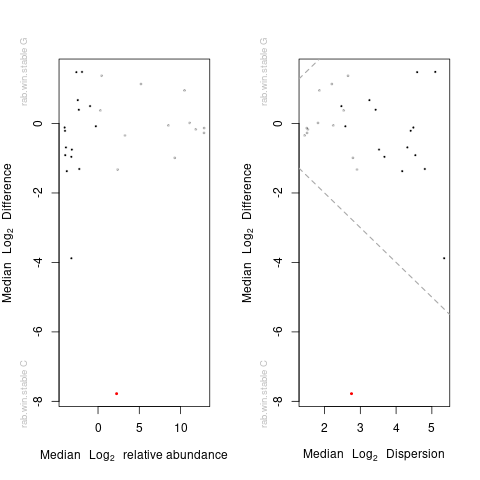 rab.win.stable G
rab.win.stable C
Median Log2 Difference
0
-2
-4
-6
-8
0 5 10
Median Log2 relative abundance
rab.win.stable G
rab.win.stable C
Median Log2 Difference
0
-2
-4
-6
-8
2 3 4 5
Median Log2 Dispersion